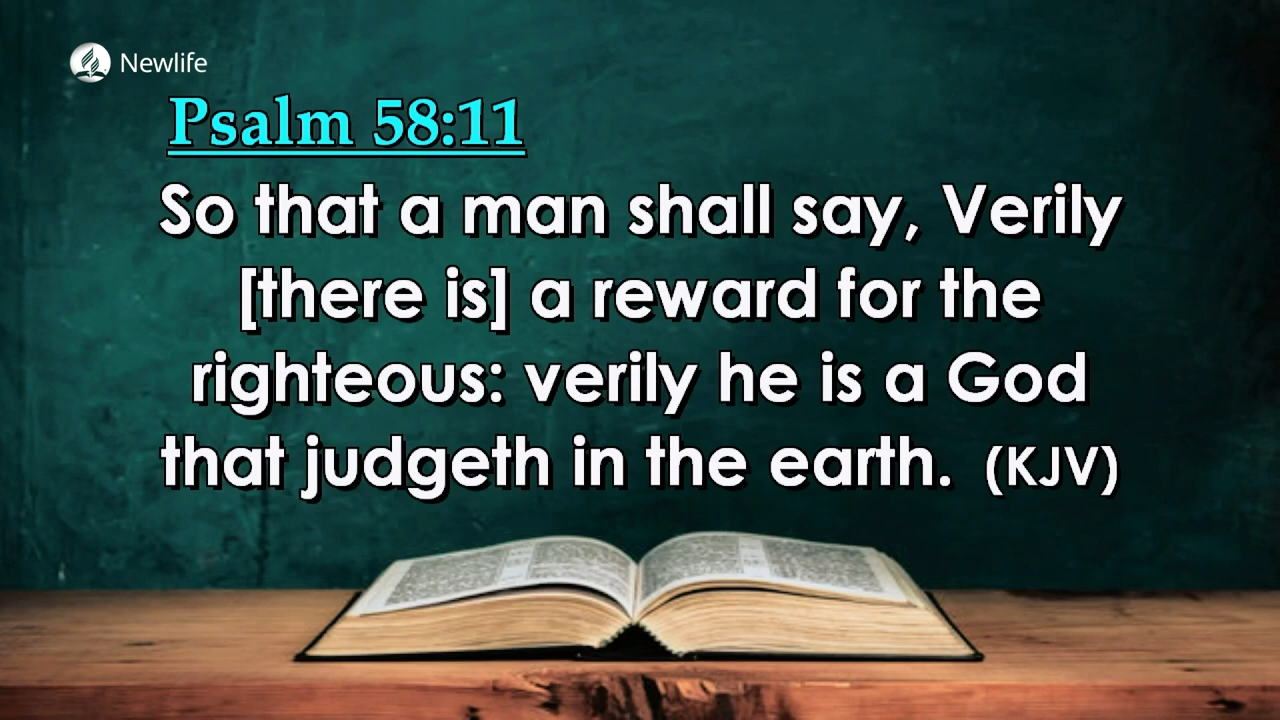 Newlife
Psalm 58:11
So that a man shall say, Verily
[there is] a reward for the
righteous: verily he is a God
that judgeth in the earth. (KJV)